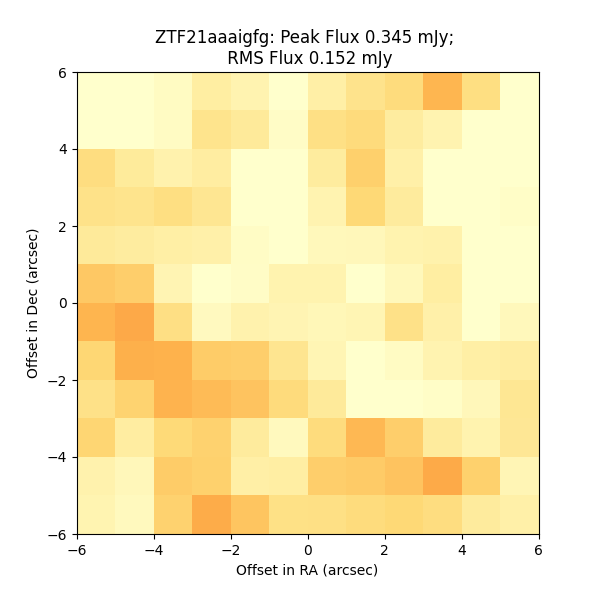 ZTF21aaaigfg: Peak Flux 0.345 mJy;
RMS Flux 0.152 mJy
6
4
2
0
−2
−4
−6
Offset in Dec (arcsec)
−6 −4 −2 0 2 4 6
Offset in RA (arcsec)